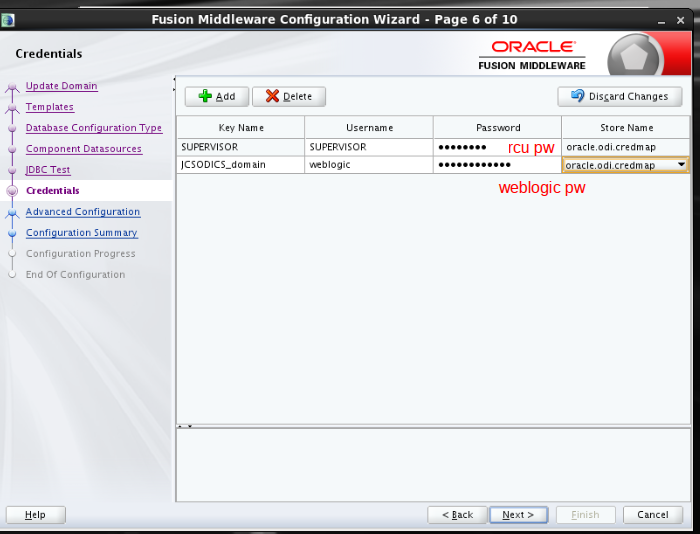 Fusion Middleware Configuration Wizard - Page 6 of 10
Credentials
ORACLE
FUSION MIDDLEWARE
Update Domain
Templates
Database Configuration Type
Component Datasources
JDBC Test
Credentials
Advanced Configuration
Configuration Summary
Configuration Progress
End Of Configuration
Add Delete Discard Changes
Key Name Username Password Store Name
SUPERVISOR SUPERVISOR •••••••• rcu pw oracle.odi.credmap
JCSODICS_domain weblogic •••••••••••• oracle.odi.credmap
weblogic pw
Help < Back Next > Finish Cancel